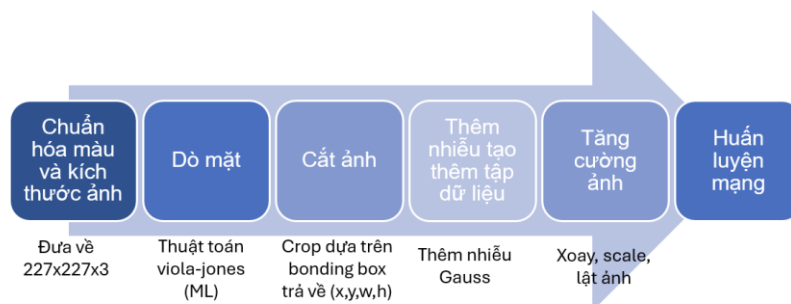 Chuẩn
hóa màu
và kích
thước ảnh
Dò mặt
Cắt ảnh
Thêm
nhiễu tạo
thêm tập
dữ liệu
Tăng
cường
ảnh
Huấn
luyện
mạng
Đưa về
227x227x3
Thuật toán
viola-jones
(ML)
Crop dựa trên
bonding box
trả về (x,y,w,h)
Thêm nhiễu
Gauss
Xoay, scale,
lật ảnh